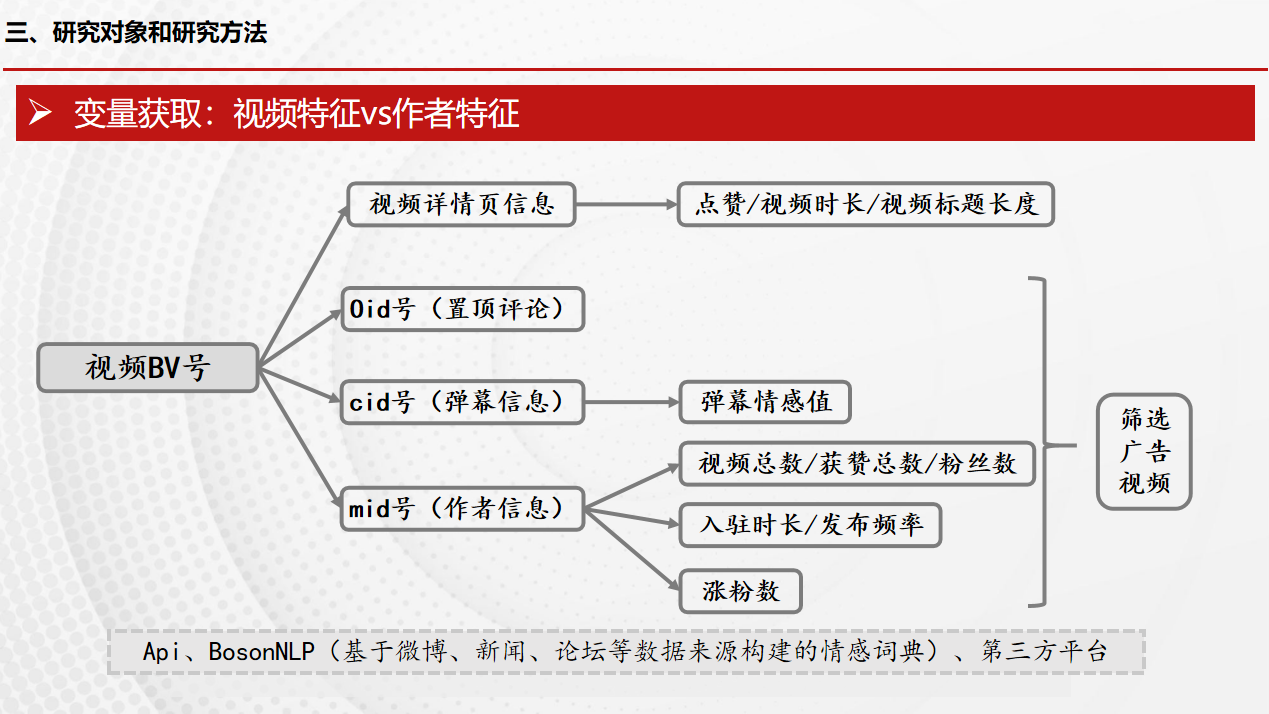 三、研究对象和研究方法
变量获取：视频特征vs作者特征
视频详情页信息
点赞/视频时长/视频标题长度
Oid号（置顶评论）
视频BV号
cid号（弹幕信息）
弹幕情感值
mid号（作者信息）
视频总数/获赞总数/粉丝数
入驻时长/发布频率
涨粉数
筛选
广告
视频
Api、BosonNLP（基于微博、新闻、论坛等数据来源构建的情感词典）、第三方平台